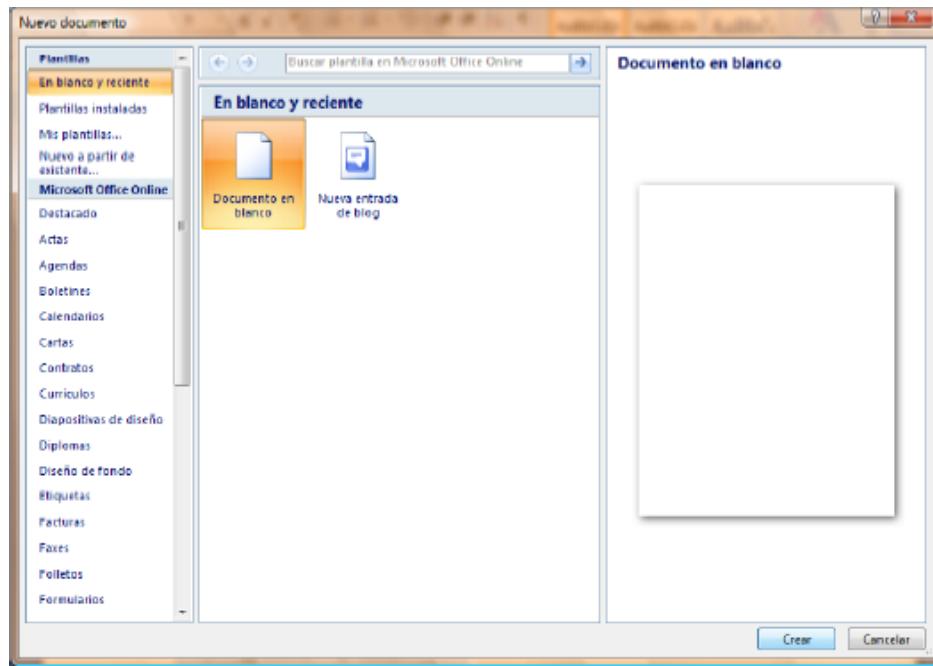 Nuevo documento
Plantillas
En blanco y reciente
Plantillas instaladas
Mis plantillas...
Nuevo a partir de
existente...
Microsoft Office Online
Destacado
Actas
Agendas
Boletines
Calendarios
Cartas
Contratos
Currículos
Diapositivas de diseño
Diplomas
Diseño de fondo
Etiquetas
Facturas
Faxes
Folletos
Formularios
Buscar plantilla en Microsoft Office Online
En blanco y reciente
Documento en
blanco
Nueva entrada
de blog
Documento en blanco
Crear
Cancelar